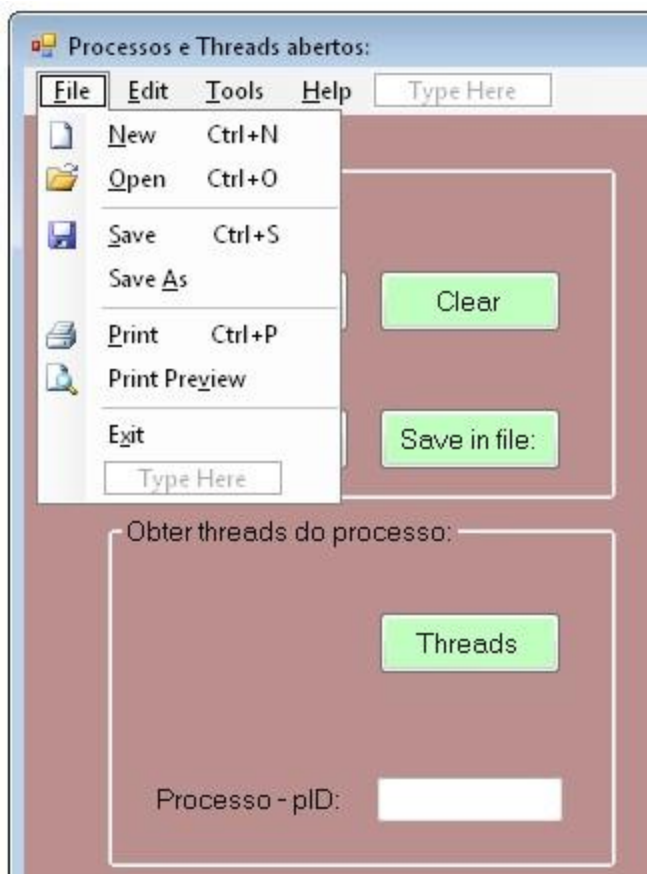 Processos e Threads abertos:
File Edit Tools Help Type Here
New Ctrl+N
Open Ctrl+O
Save Ctrl+S
Save As
Print Ctrl+P
Print Preview
Exit
Type Here
Clear
Save in file:
Obter threads do processo:
Threads
Processo - pID: